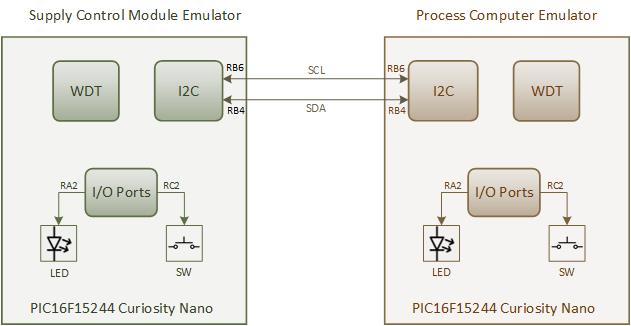 Supply Control Module Emulator
Process Computer Emulator
WDT
I2C
RB6
SCL
RB6
I2C
WDT
RB4
SDA
RB4
RA2
I/O Ports
RC2
RA2
I/O Ports
RC2
LED
SW
LED
SW
PIC16F15244 Curiosity Nano
PIC16F15244 Curiosity Nano